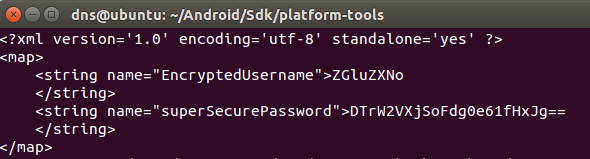 dns@ubuntu: ~/Android/Sdk/platform-tools
<?xml version='1.0' encoding='utf-8' standalone='yes' ?>
<map>
    <string name="EncryptedUsername">ZGluZXNo
    </string>
    <string name="superSecurePassword">DTrW2VXjSoFdg0e61fHxJg==
    </string>
</map>